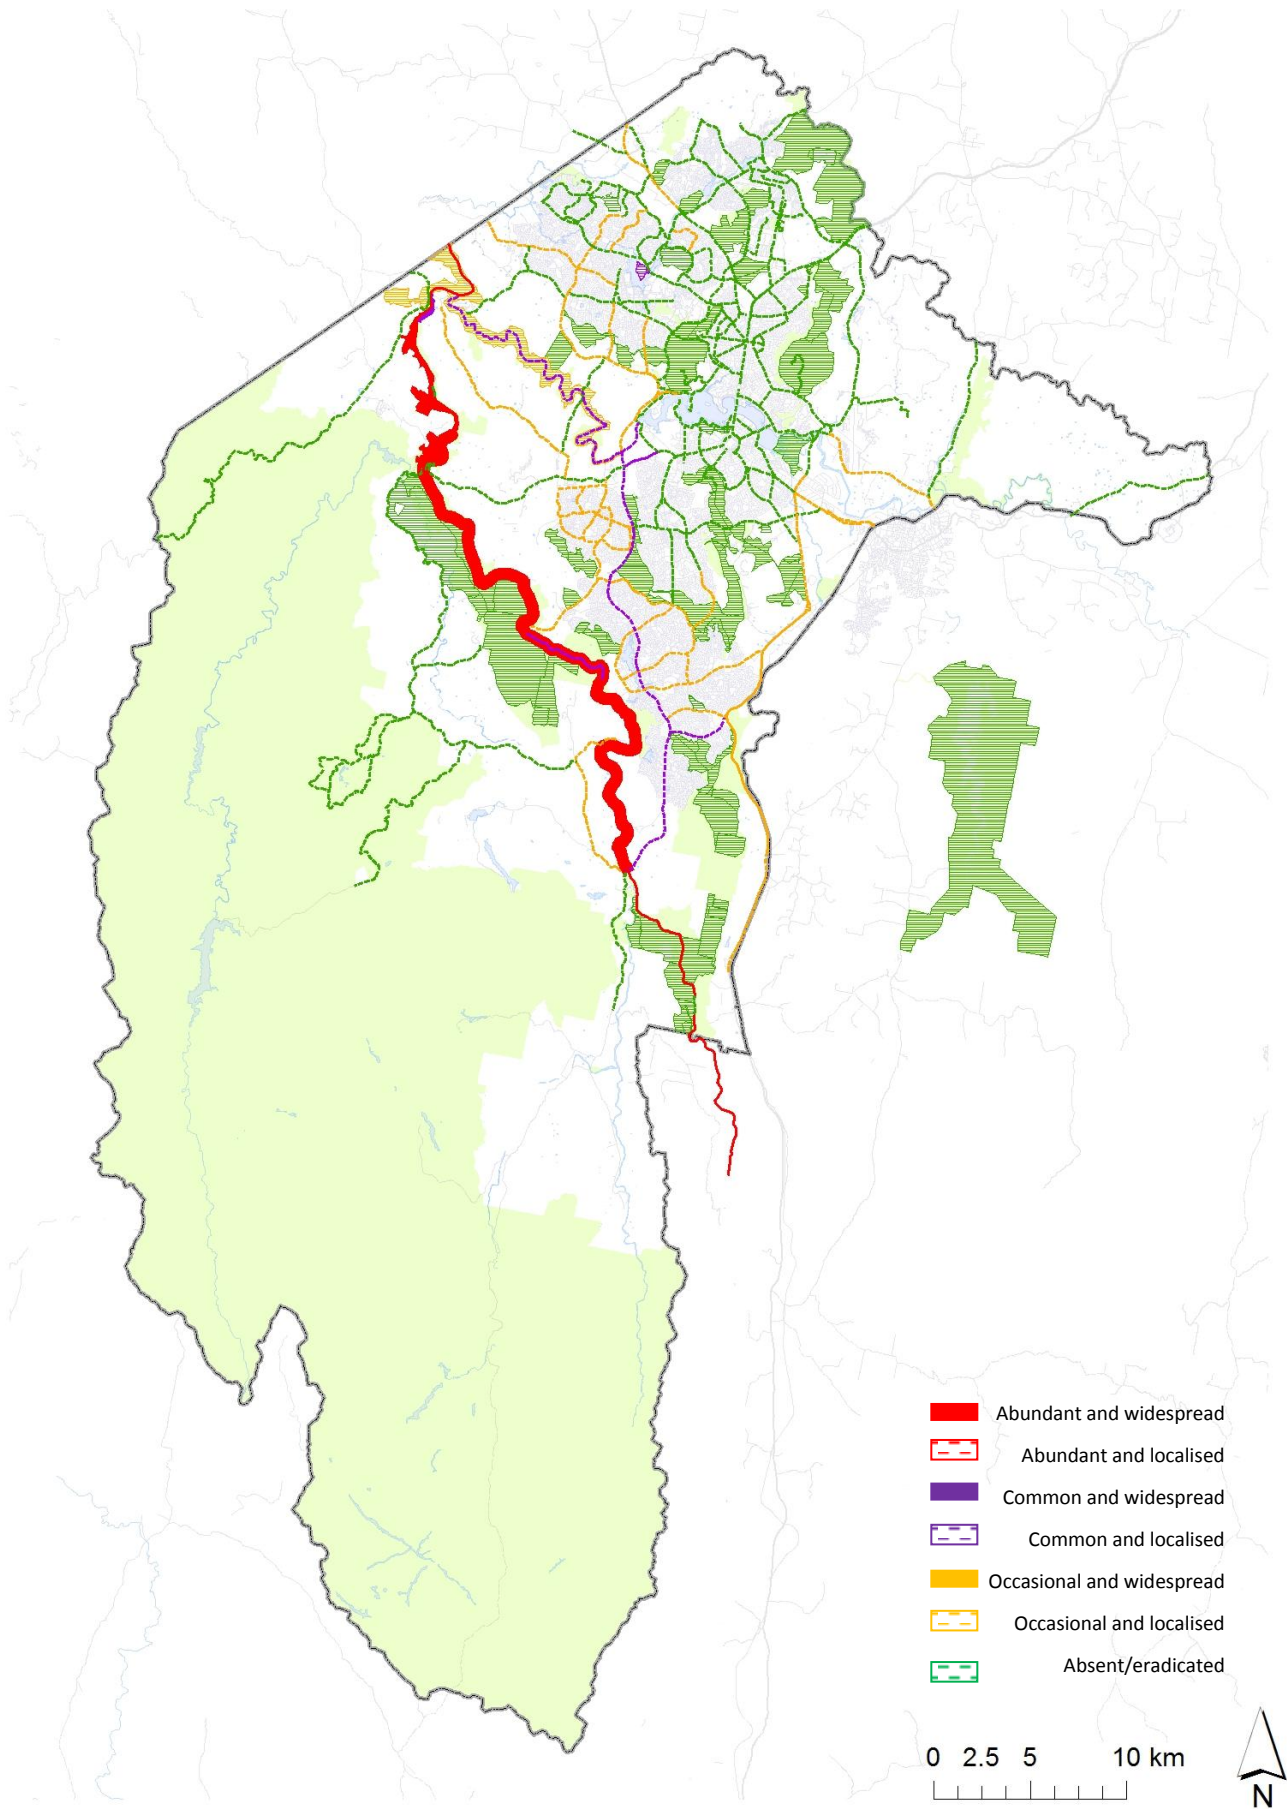 Abundant and widespread
Abundant and localised
Common and widespread
Common and localised
Occasional and widespread
Occasional and localised
Absent/eradicated
0 2.5 5 10 km
N